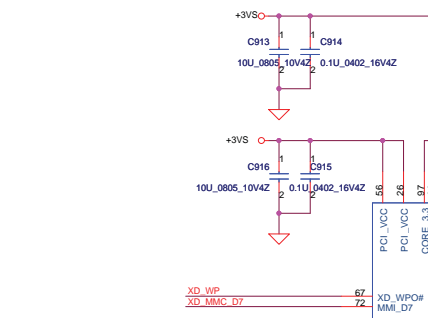 +3VS
1
1
C913
C914
10U_0805_10V4Z
0.1U_0402_16V4Z
2
2
+3VS
1
1
C916
C915
10U_0805_10V4Z
0.1U_0402_16V4Z
2
2
56
26
97
PCI_VCC
PCI_VCC
CORE_3.3
XD_WP
67
XD_WPO#
XD_MMC_D7
72
MMI_D7